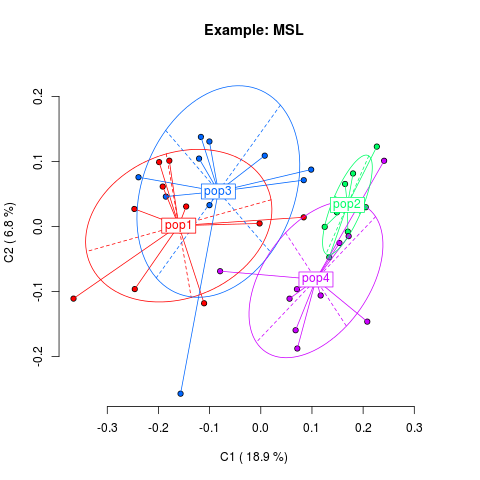 Example: MSL
C2 ( 6.8 %)
0.2
0.1
0.0
-0.1
-0.2
pop3
pop1
pop2
pop4
-0.3 -0.2 -0.1 0.0 0.1 0.2 0.3
C1 ( 18.9 %)